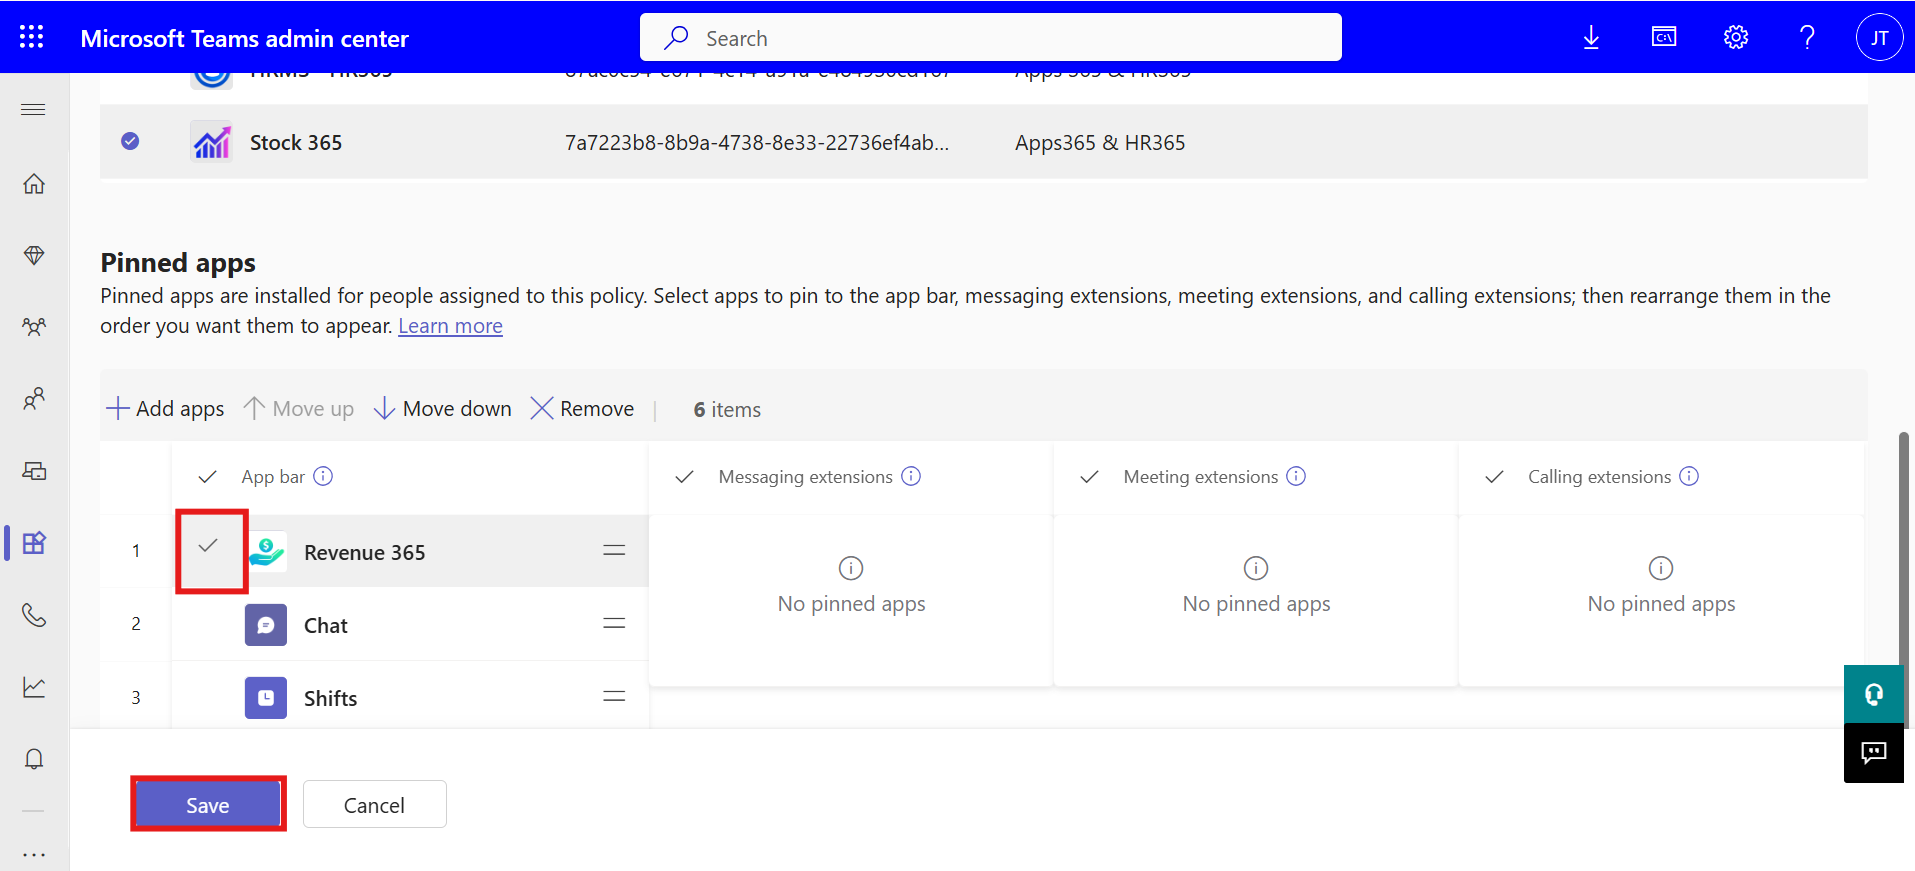 Microsoft Teams admin center
Search
JT
Stock 365
7a7223b8-8b9a-4738-8e33-22736ef4ab...
Apps365 & HR365
Pinned apps
Pinned apps are installed for people assigned to this policy. Select apps to pin to the app bar, messaging extensions, meeting extensions, and calling extensions; then rearrange them in the
order you want them to appear. Learn more
Add apps
Move up
Move down
Remove
6 items
App bar
Messaging extensions
Meeting extensions
Calling extensions
1
Revenue 365
No pinned apps
No pinned apps
No pinned apps
2
Chat
3
Shifts
Save
Cancel